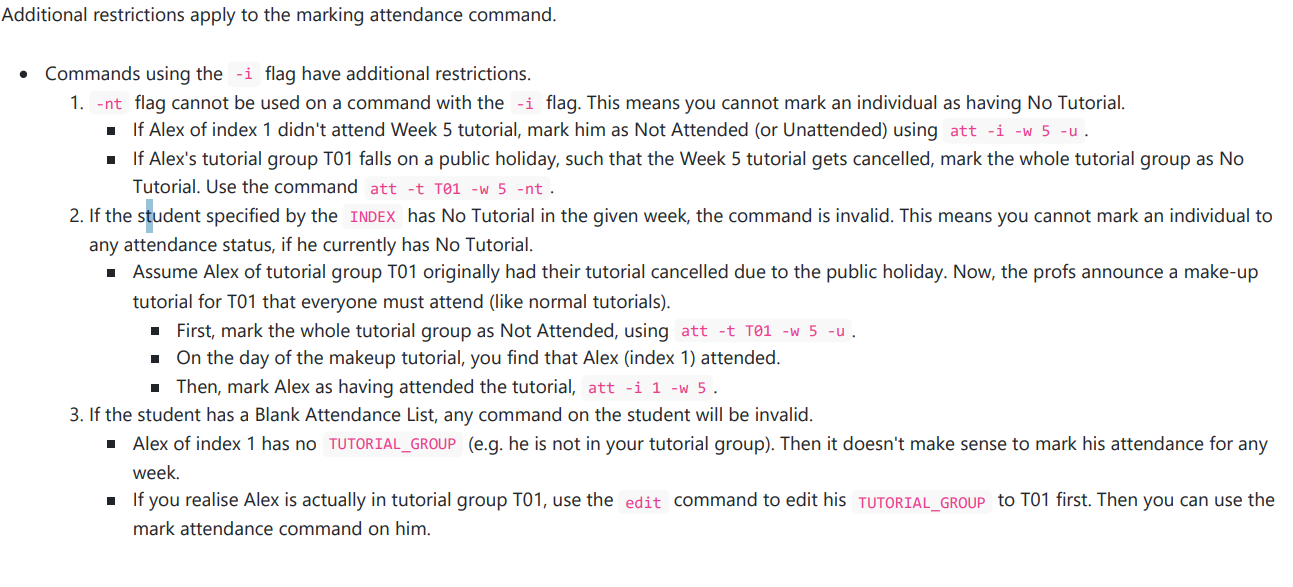 Additional restrictions apply to the marking attendance command.
• Commands using the -i flag have additional restrictions.
1. -nt flag cannot be used on a command with the -i flag. This means you cannot mark an individual as having No Tutorial.
▪ If Alex of index 1 didn't attend Week 5 tutorial, mark him as Not Attended (or Unattended) using att -i -w 5 -u .
▪ If Alex's tutorial group T01 falls on a public holiday, such that the Week 5 tutorial gets cancelled, mark the whole tutorial group as No
Tutorial. Use the command att -t T01 -w 5 -nt .
2. If the student specified by the INDEX has No Tutorial in the given week, the command is invalid. This means you cannot mark an individual to
any attendance status, if he currently has No Tutorial.
▪ Assume Alex of tutorial group T01 originally had their tutorial cancelled due to the public holiday. Now, the profs announce a make-up
tutorial for T01 that everyone must attend (like normal tutorials).
▪ First, mark the whole tutorial group as Not Attended, using att -t T01 -w 5 -u .
▪ On the day of the makeup tutorial, you find that Alex (index 1) attended.
▪ Then, mark Alex as having attended the tutorial, att -i 1 -w 5 .
3. If the student has a Blank Attendance List, any command on the student will be invalid.
▪ Alex of index 1 has no TUTORIAL_GROUP (e.g. he is not in your tutorial group). Then it doesn't make sense to mark his attendance for any
week.
▪ If you realise Alex is actually in tutorial group T01, use the edit command to edit his TUTORIAL_GROUP to T01 first. Then you can use the
mark attendance command on him.